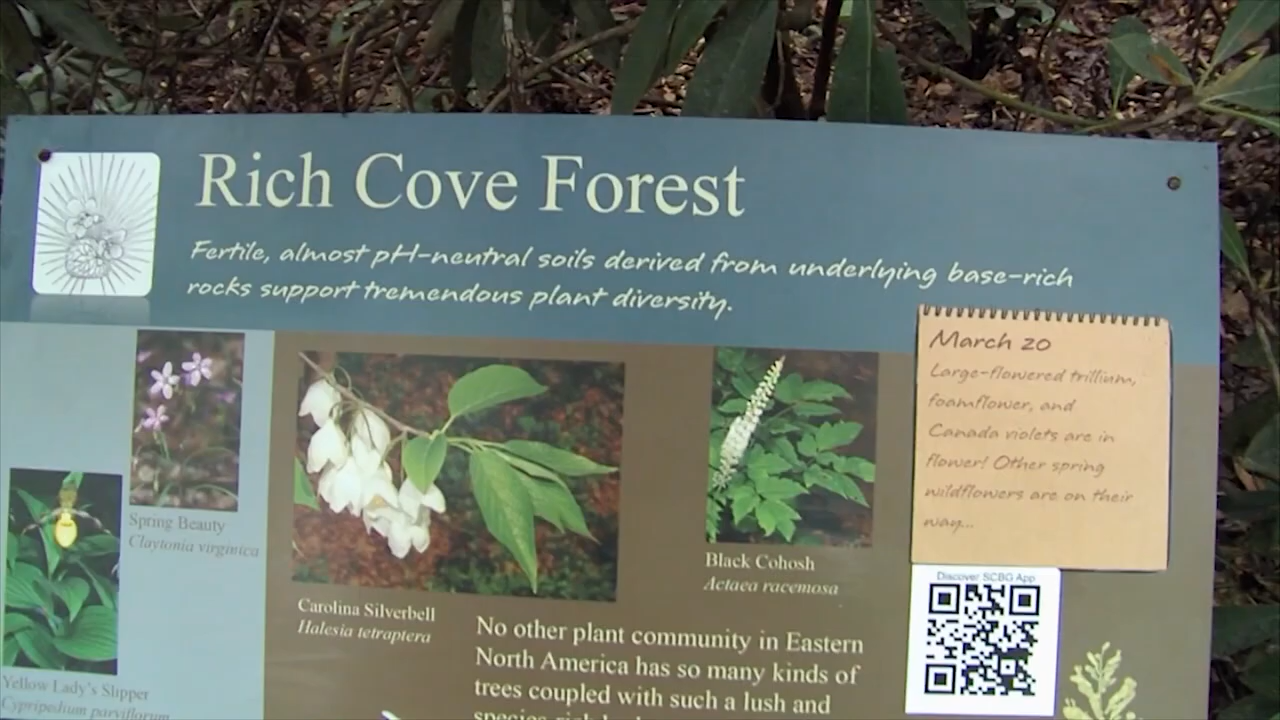 Rich Cove Forest
Fertile, almost pH-neutral soils derived from underlying base-rich
rocks support tremendous plant diversity.
March 20
Large-flowered trillium,
foamflower, and
Canada violets are in
flower! Other spring
wildflowers are on their
way...
Spring Beauty
Claytonia virginica
Yellow Lady's Slipper
Cypripedium parviflorum
Carolina Silverbell
Halesia tetraptera
Black Cohosh
Actaea racemosa
Discover SCBG App
No other plant community in Eastern
North America has so many kinds of
trees coupled with such a lush and